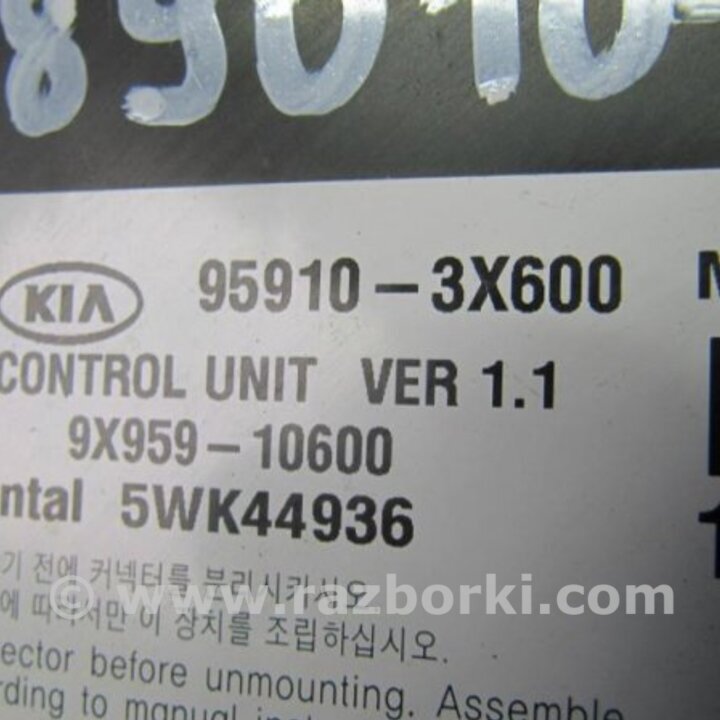 89010-
KIA 95910-3X600
CONTROL UNIT VER 1.1
9X959-10600
ntal 5WK44936
기 전에 커넥터를 분리시키시오
에 따라서만 이 장치를 조립하십시오.
© www.razborki.com
ector before unmounting. Assemble
rding to manual